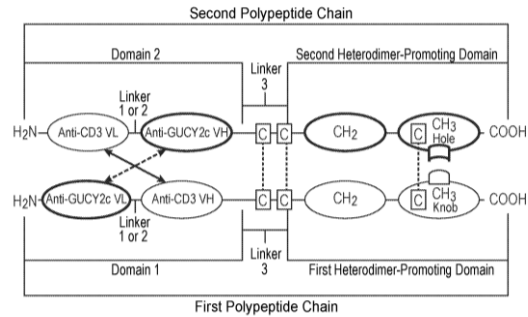 Second Polypeptide Chain
Domain 2
Second Heterodimer-Promoting Domain
Linker
3
Linker
1 or 2
H2N
Anti-CD3 VL
Anti-GUCY2c VH
C
C
CH2
C
CH3
Hole
COOH
H2N
Anti-GUCY2c VL
Anti-CD3 VH
C
C
CH2
C
CH3
Knob
COOH
Linker
1 or 2
Linker
3
Domain 1
First Heterodimer-Promoting Domain
First Polypeptide Chain